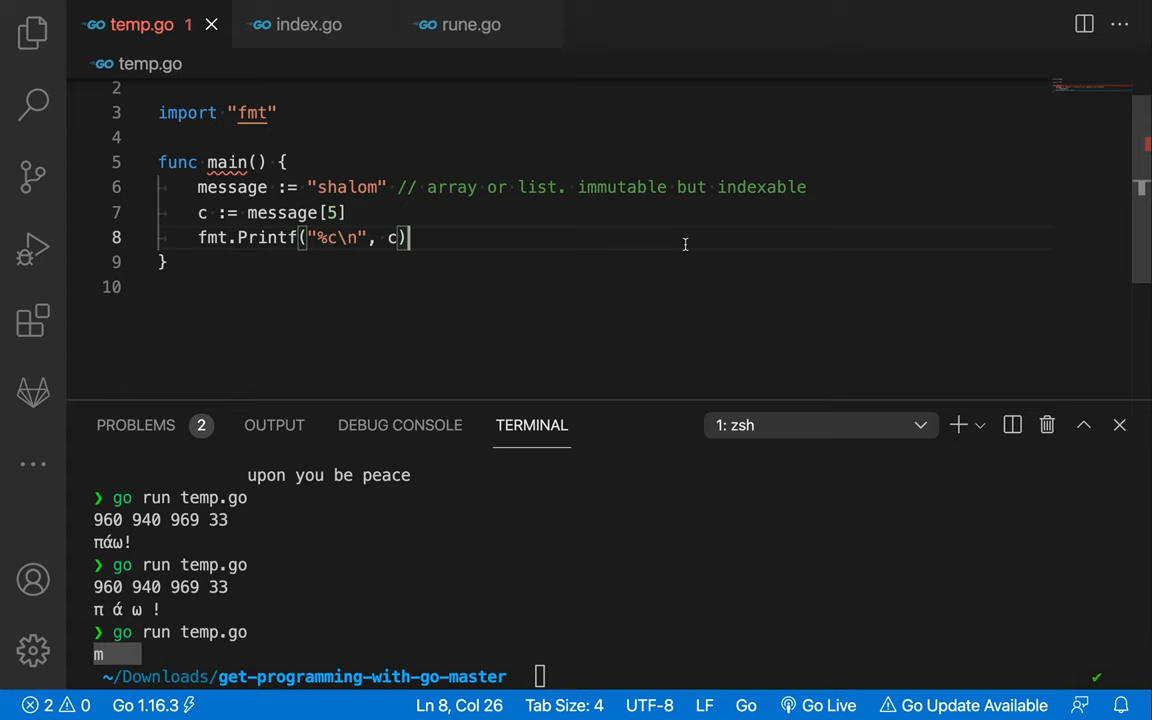 temp.go 1 index.go rune.go
temp.go
2
3 import "fmt"
4
5 func main() {
6 message := "shalom" // array or list. immutable but indexable
7 c := message[5]
8 fmt.Printf("%c\n", c)
9 }
10
PROBLEMS 2 OUTPUT DEBUG CONSOLE TERMINAL 1: zsh
upon you be peace
❯ go run temp.go
960 940 969 33
πάω!
❯ go run temp.go
960 940 969 33
π ά ω !
❯ go run temp.go
m
~/Downloads/get-programming-with-go-master
2 0 Go 1.16.3 Ln 8, Col 26 Tab Size: 4 UTF-8 LF Go Go Live Go Update Available